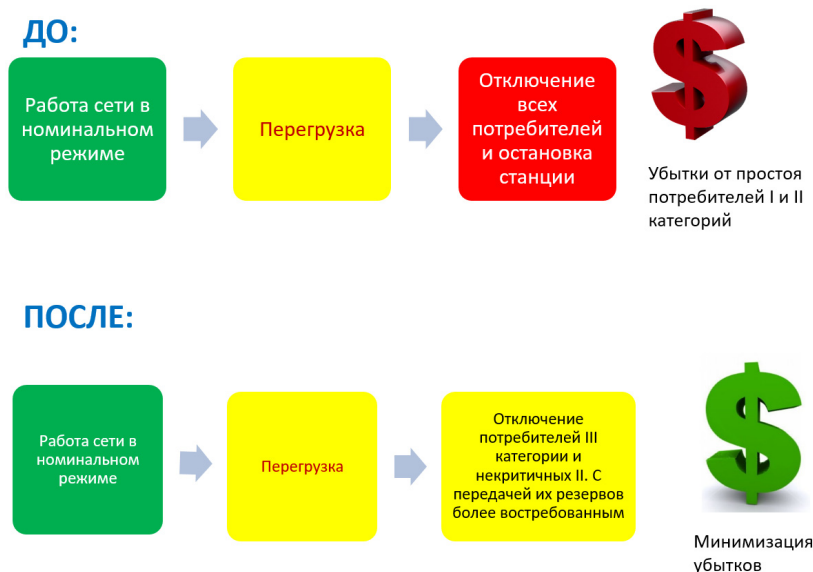 ДО:
Работа сети в
номинальном
режиме
Перегрузка
Отключение
всех
потребителей
и остановка
станции
Убытки от простоя
потребителей I и II
категорий
ПОСЛЕ:
Работа сети в
номинальном
режиме
Перегрузка
Отключение
потребителей III
категории и
некритичных II. С
передачей их резервов
более востребованным
Минимизация
убытков